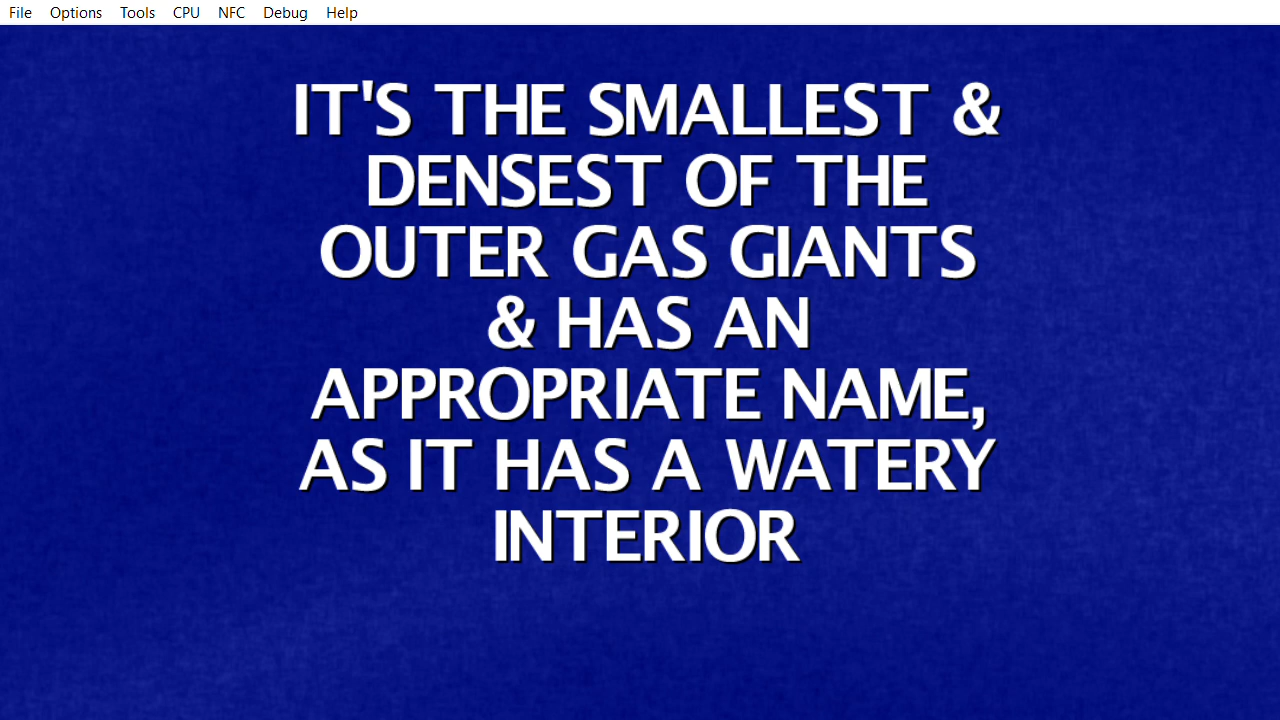 File Options Tools CPU NFC Debug Help
IT'S THE SMALLEST &
DENSEST OF THE
OUTER GAS GIANTS
& HAS AN
APPROPRIATE NAME,
AS IT HAS A WATERY
INTERIOR